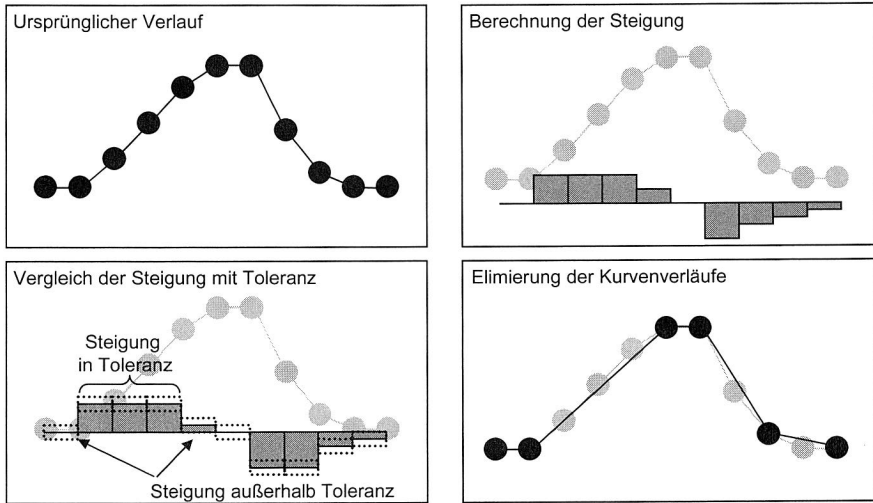 Ursprünglicher Verlauf
Berechnung der Steigung
Vergleich der Steigung mit Toleranz
Steigung
in Toleranz
Steigung außerhalb Toleranz
Elimierung der Kurvenverläufe